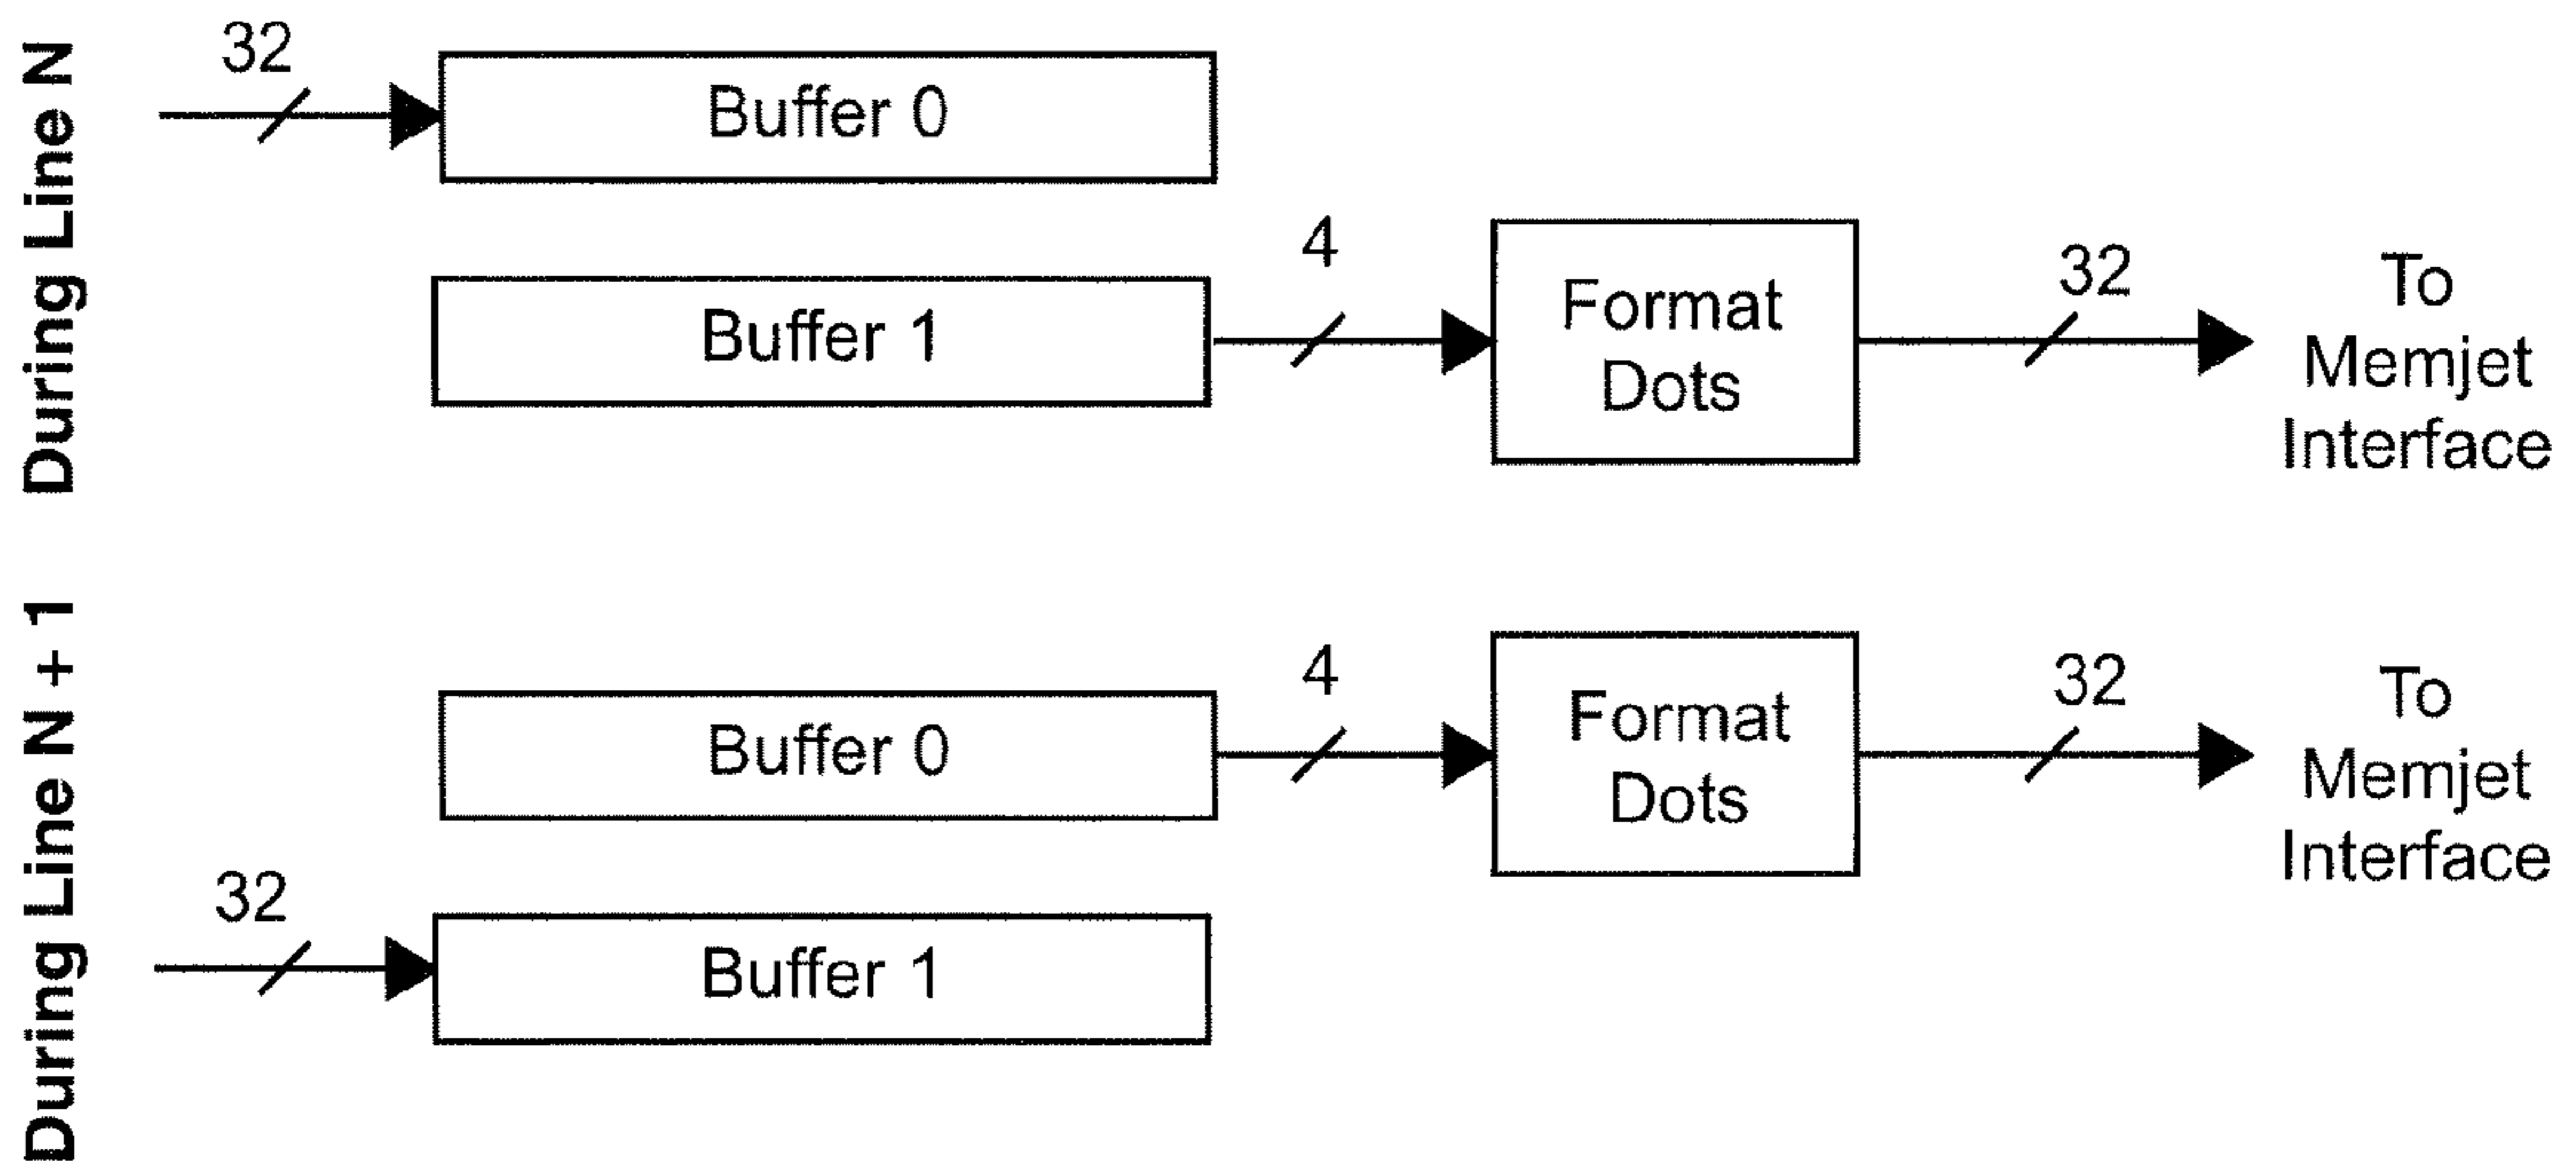 During Line N
32
Buffer 0
Buffer 1
4
Format
Dots
32
To
Memjet
Interface
During Line N + 1
Buffer 0
4
Format
Dots
32
To
Memjet
Interface
32
Buffer 1